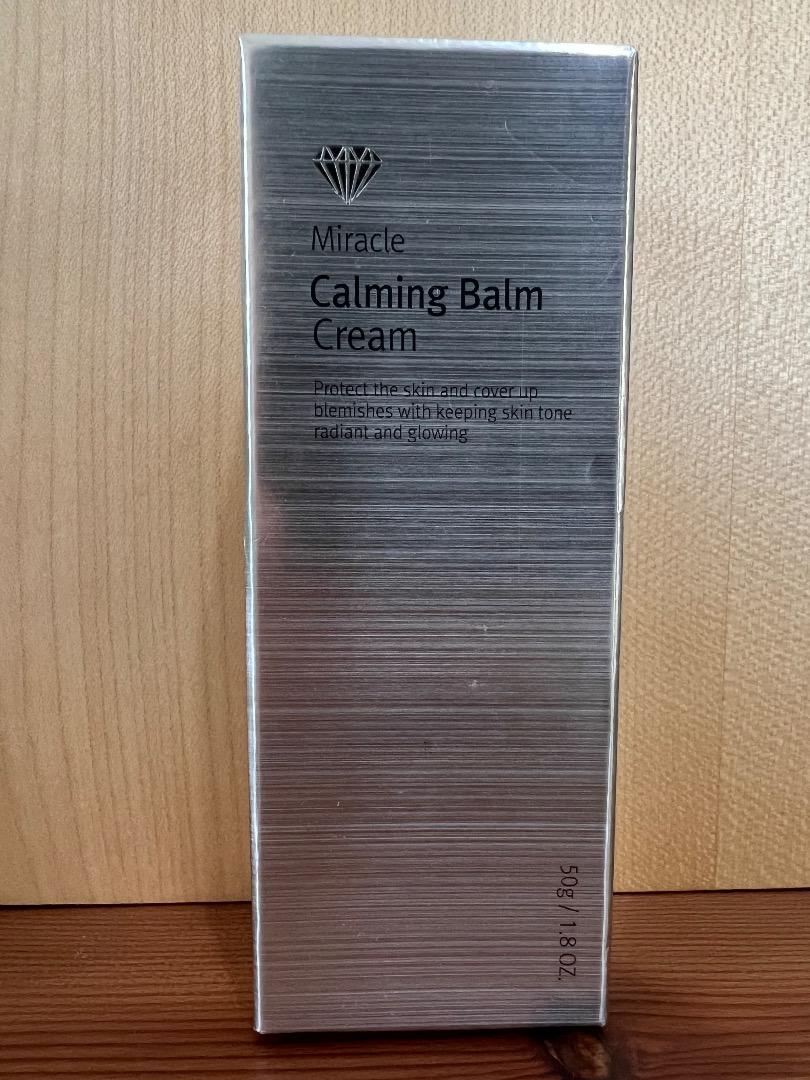 Miracle
Calming Balm
Cream
Protect the skin and cover up
blemishes with keeping skin tone
radiant and glowing
50g / 1.8 OZ.